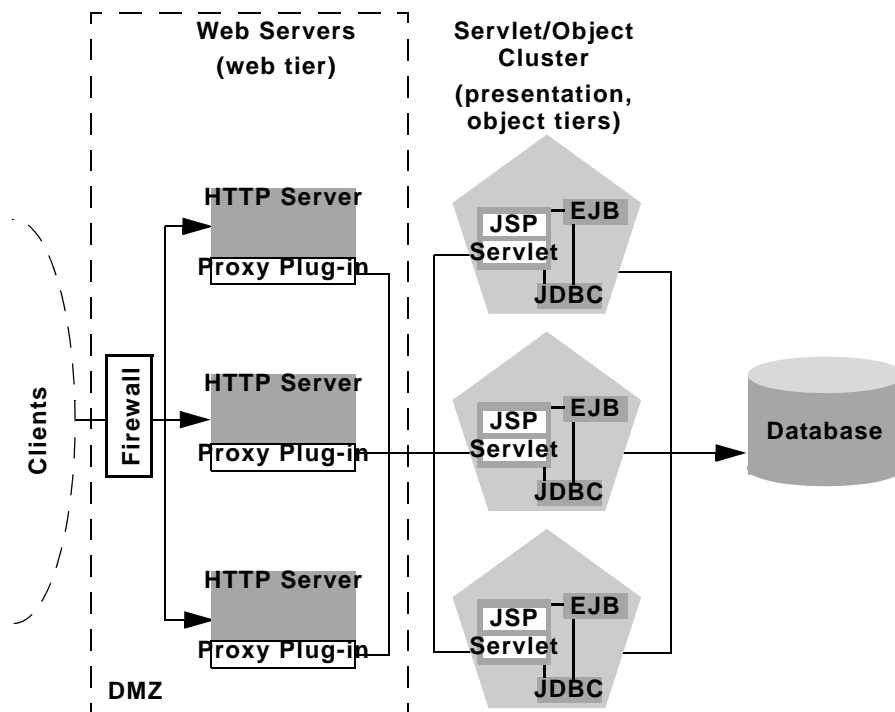 Web Servers
(web tier)
Servlet/Object
Cluster
(presentation,
object tiers)
Clients
Firewall
HTTP Server
Proxy Plug-in
HTTP Server
Proxy Plug-in
HTTP Server
Proxy Plug-in
DMZ
JSP
Servlet
EJB
JDBC
JSP
Servlet
EJB
JDBC
JSP
Servlet
EJB
JDBC
Database